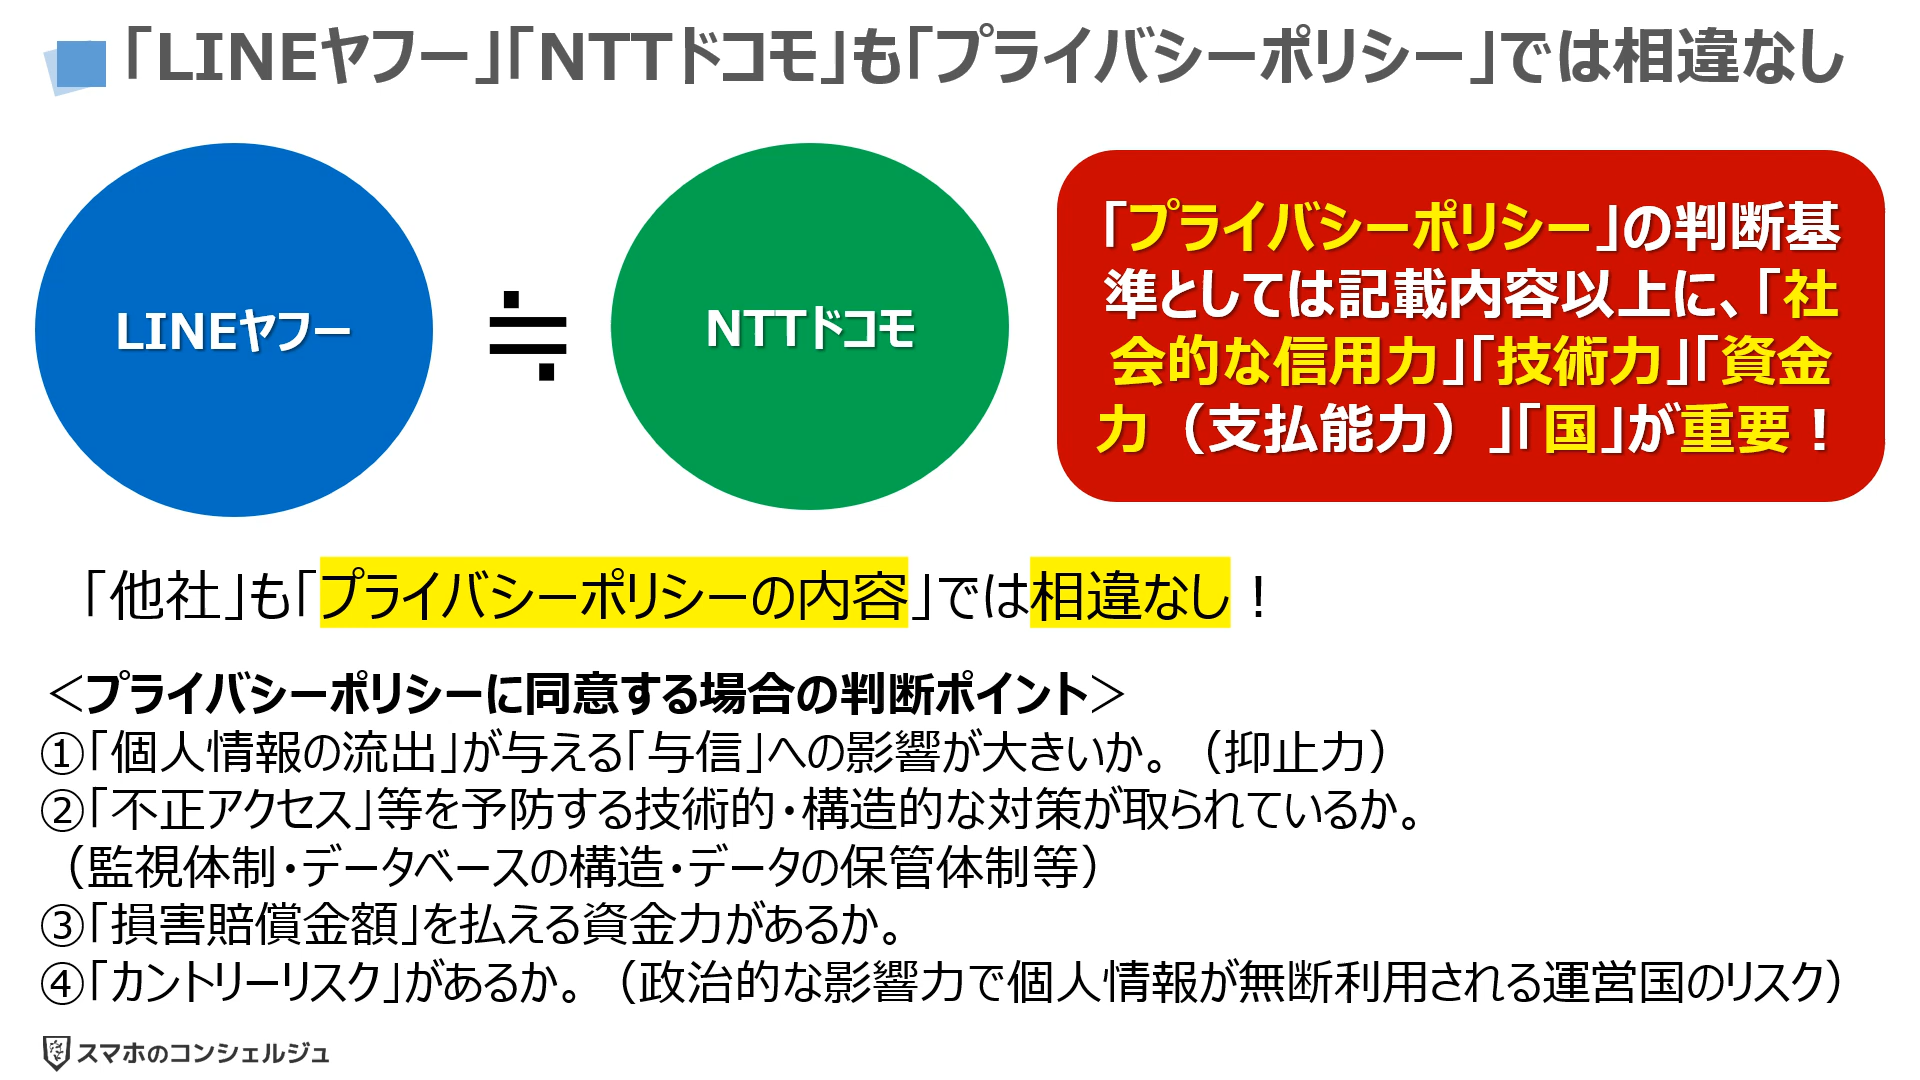 「LINEヤフー」「NTTドコモ」も「プライバシーポリシー」では相違なし
LINEヤフー
≒
NTTドコモ
「プライバシーポリシー」の判断基
準としては記載内容以上に、「社
会的な信用力」「技術力」「資金
力（支払能力）」「国」が重要！
「他社」も「プライバシーポリシーの内容」では相違なし！
＜プライバシーポリシーに同意する場合の判断ポイント＞
①「個人情報の流出」が与える「与信」への影響が大きいか。（抑止力）
②「不正アクセス」等を予防する技術的・構造的な対策が取られているか。
（監視体制・データベースの構造・データの保管体制等）
③「損害賠償金額」を払える資金力があるか。
④「カントリーリスク」があるか。（政治的な影響力で個人情報が無断利用される運営国のリスク）
スマホのコンシェルジュ